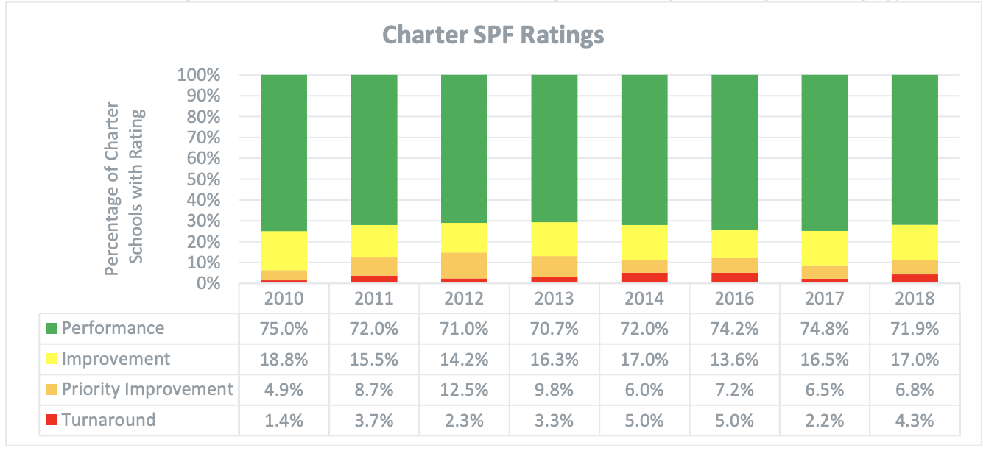 Charter SPF Ratings
Percentage of Charter
Schools with Rating
100%
90%
80%
70%
60%
50%
40%
30%
20%
10%
0%
2010 2011 2012 2013 2014 2016 2017 2018
Performance 75.0% 72.0% 71.0% 70.7% 72.0% 74.2% 74.8% 71.9%
Improvement 18.8% 15.5% 14.2% 16.3% 17.0% 13.6% 16.5% 17.0%
Priority Improvement 4.9% 8.7% 12.5% 9.8% 6.0% 7.2% 6.5% 6.8%
Turnaround 1.4% 3.7% 2.3% 3.3% 5.0% 5.0% 2.2% 4.3%